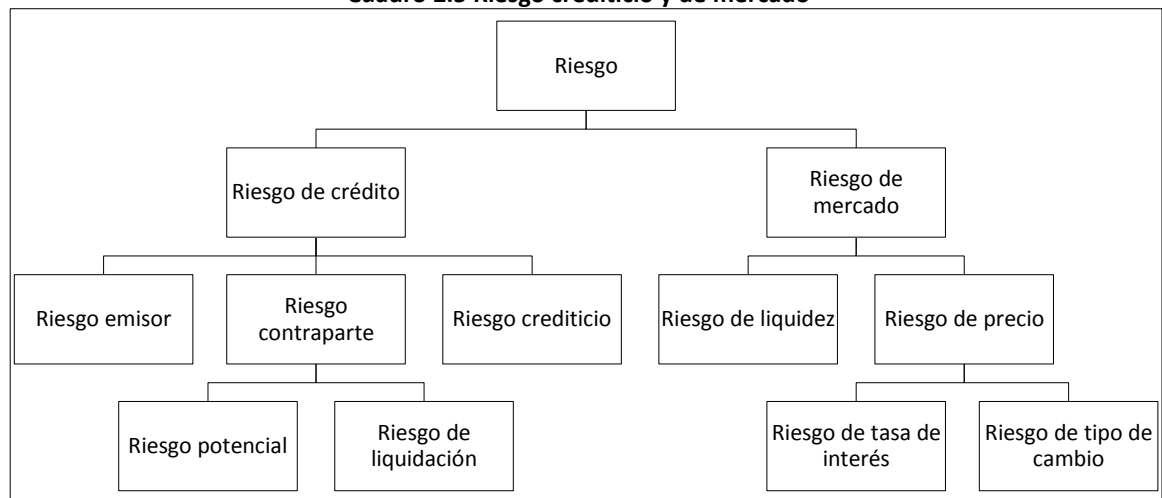 Cuadro Riesgo crediticio y de mercado
Riesgo
Riesgo de crédito
Riesgo de
mercado
Riesgo emisor
Riesgo
contraparte
Riesgo crediticio
Riesgo de liquidez
Riesgo de precio
Riesgo potencial
Riesgo de
liquidación
Riesgo de tasa de
interés
Riesgo de tipo de
cambio